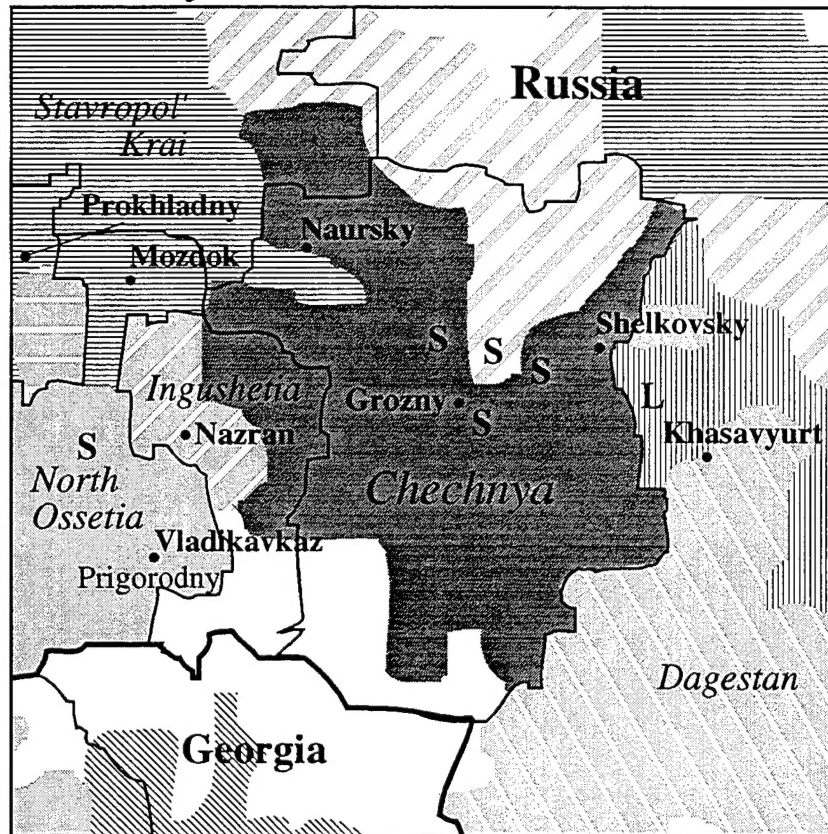 Russia
Stavropol'
Krai
Prokhladny
Naursky
Mozdok
Shelkovsky
S
S
S
Ingushetia
Grozny
S
L
Nazran
Khasavyurt
S
North
Ossetia
Chechnya
Vladikavkaz
Prigorodny
Dagestan
Georgia